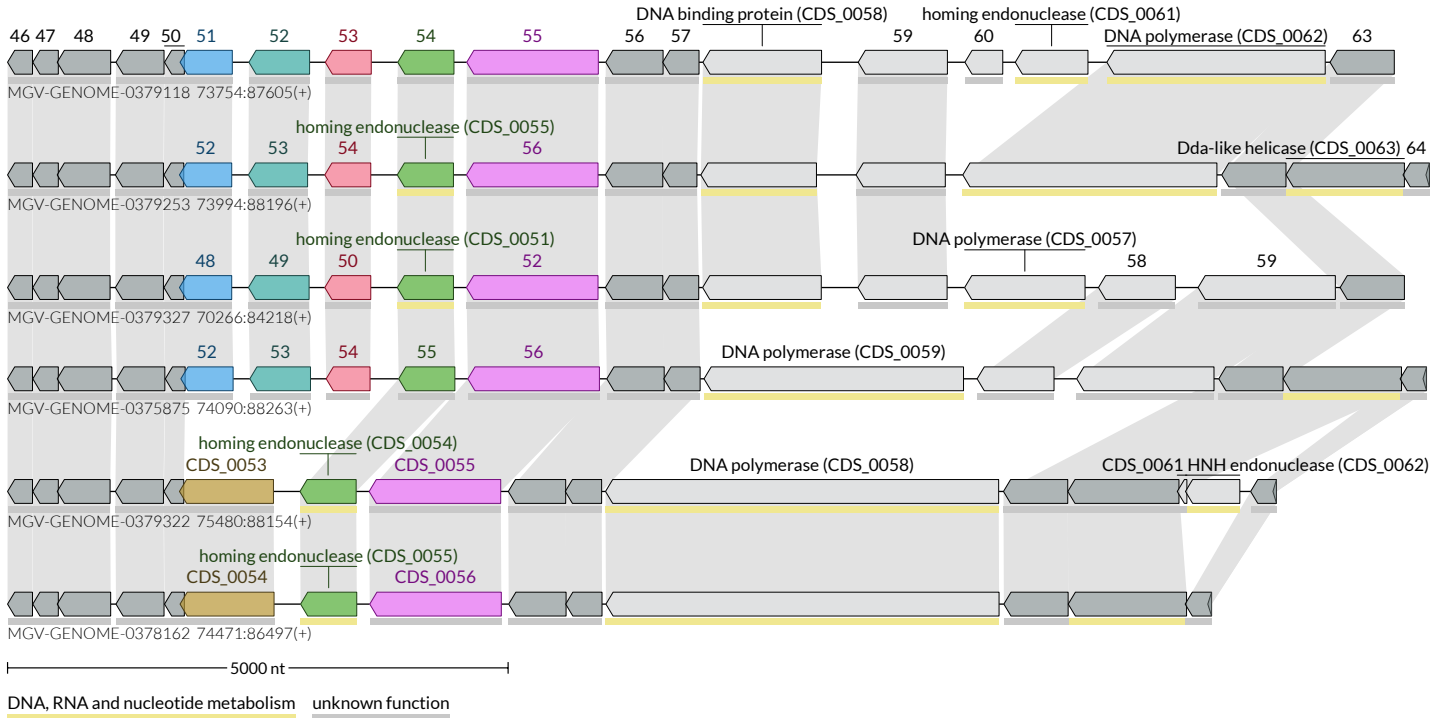 DNA binding protein (CDS_0058) homing endonuclease (CDS_0061)
46 47 48 49 50 51 52 53 54 55 56 57 59 60 DNA polymerase (CDS_0062) 63
MGV-GENOME-0379118 73754:87605(+)
homing endonuclease (CDS_0055)
52 53 54 56 Dda-like helicase (CDS_0063) 64
MGV-GENOME-0379253 73994:88196(+)
homing endonuclease (CDS_0051) DNA polymerase (CDS_0057)
48 49 50 52 58 59
MGV-GENOME-0379327 70266:84218(+)
52 53 54 55 56 DNA polymerase (CDS_0059)
MGV-GENOME-0375875 74090:88263(+)
homing endonuclease (CDS_0054)
CDS_0053 CDS_0055 DNA polymerase (CDS_0058) CDS_0061 HNH endonuclease (CDS_0062)
MGV-GENOME-0379322 75480:88154(+)
homing endonuclease (CDS_0055)
CDS_0054 CDS_0056
MGV-GENOME-0378162 74471:86497(+)
5000 nt
DNA, RNA and nucleotide metabolism unknown function